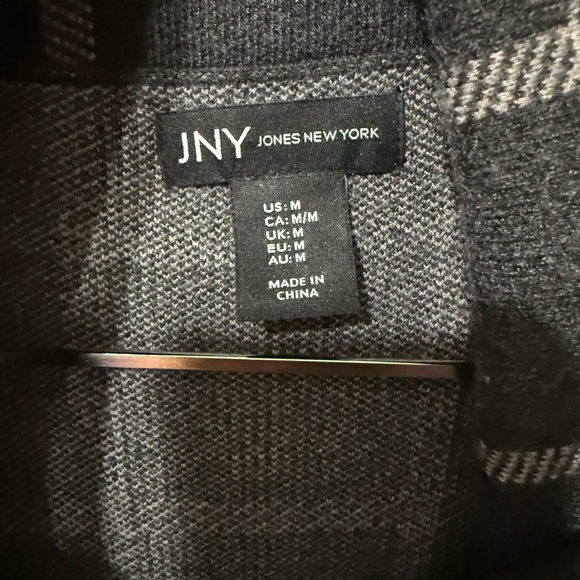 JNY JONES NEW YORK
US: M
CA: M/M
UK: M
EU: M
AU: M
MADE IN
CHINA